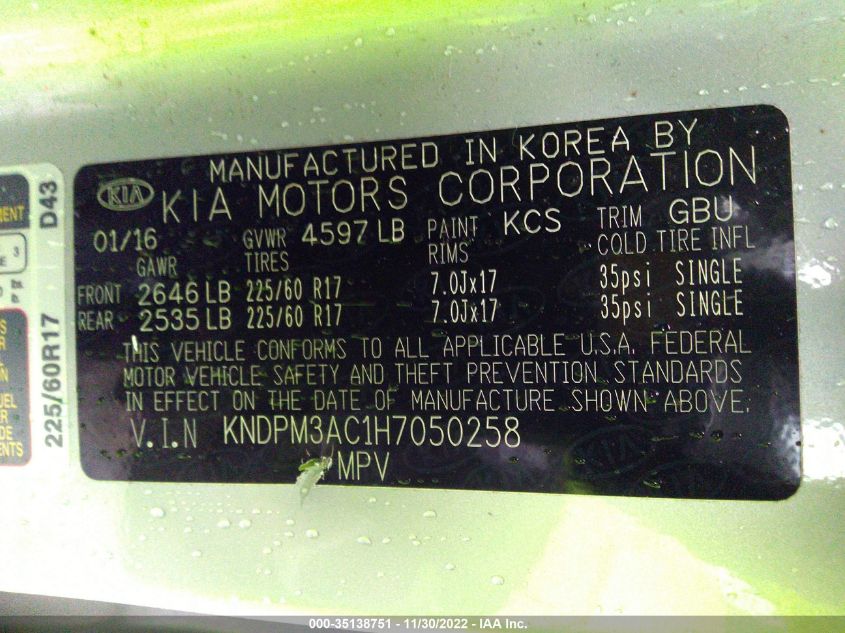 MANUFACTURED IN KOREA BY
KIA KIA MOTORS CORPORATION
01/16 GVWR 4597 LB PAINT KCS TRIM GBU
GAWR TIRES RIMS COLD TIRE INFL
FRONT 2646 LB 225/60 R17 7.0Jx17 35psi SINGLE
REAR 2535 LB 225/60 R17 7.0Jx17 35psi SINGLE
THIS VEHICLE CONFORMS TO ALL APPLICABLE U.S.A. FEDERAL
MOTOR VEHICLE SAFETY AND THEFT PREVENTION STANDARDS
IN EFFECT ON THE DATE OF MANUFACTURE SHOWN ABOVE.
V.I.N KNDPM3AC1H7050258
MPV
225/60R17 D43
000-35138751 - 11/30/2022 - IAA Inc.